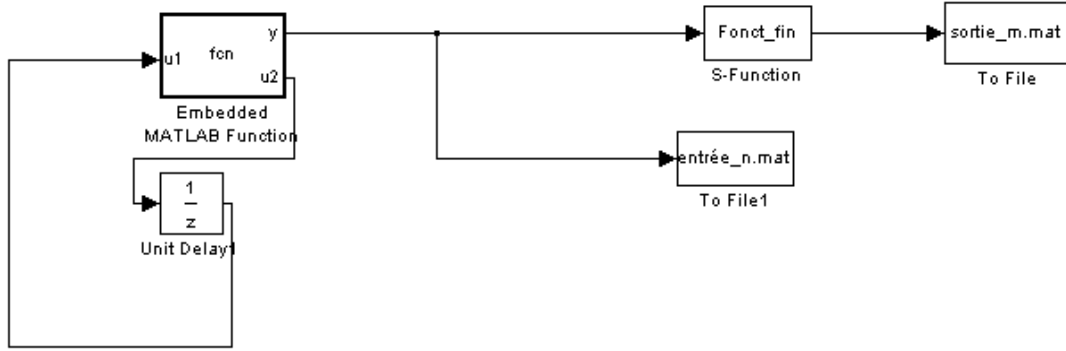 y
u1
fcn
u2
Embedded
MATLAB Function
1
z
Unit Delay1
Fonct_fin
S-Function
sortie_m.mat
To File
entrée_n.mat
To File1